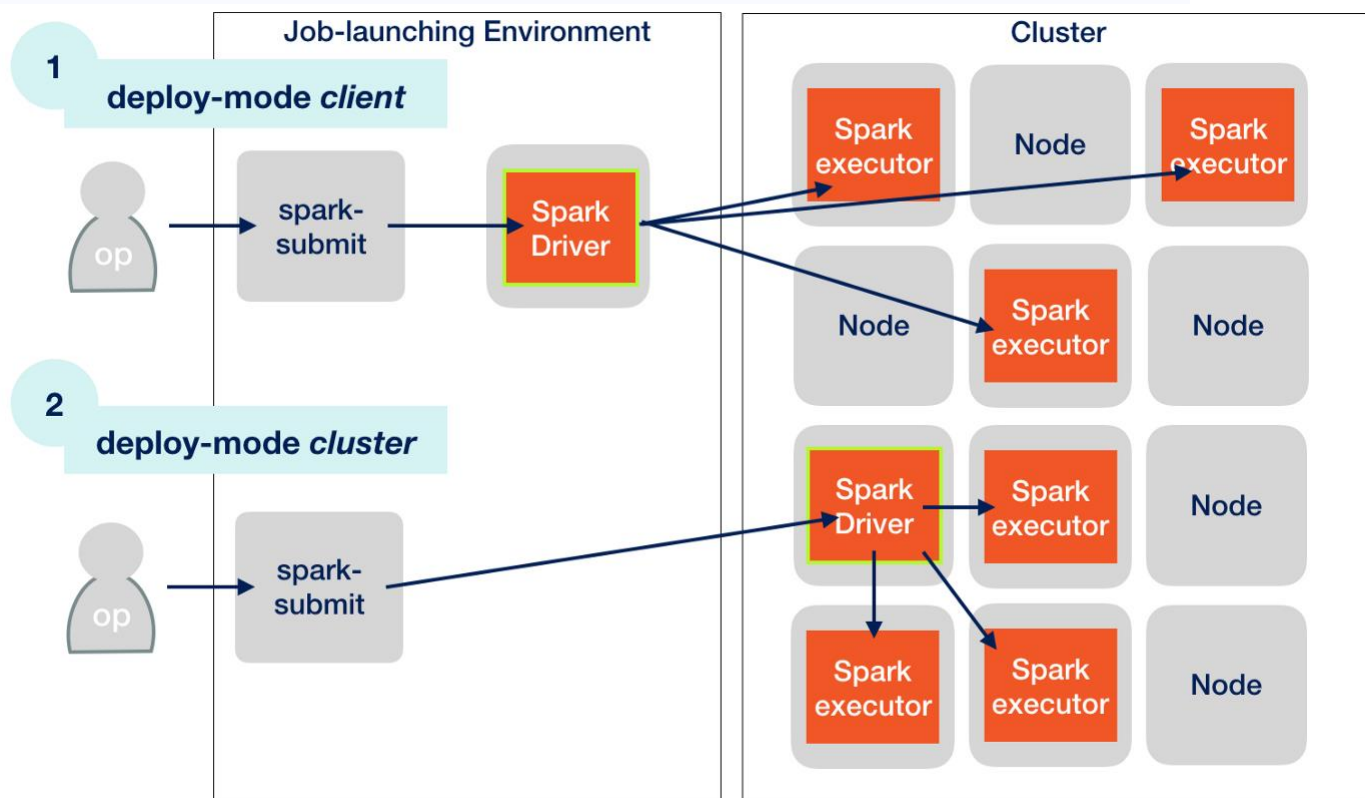 Job-launching Environment
Cluster
1
deploy-mode client
op
spark-
submit
Spark
Driver
Spark
executor
Node
Spark
executor
Node
Spark
executor
Node
2
deploy-mode cluster
op
spark-
submit
Spark
Driver
Spark
executor
Node
Spark
executor
Spark
executor
Node